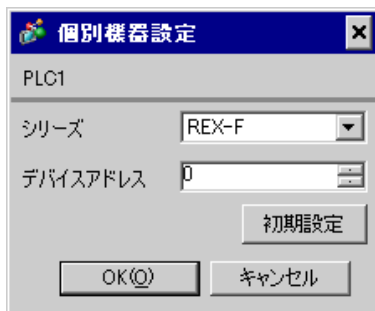 個別機器設定
PLC1
シリーズ REX-F
デバイスアドレス 0
初期設定
OK(O) キャンセル